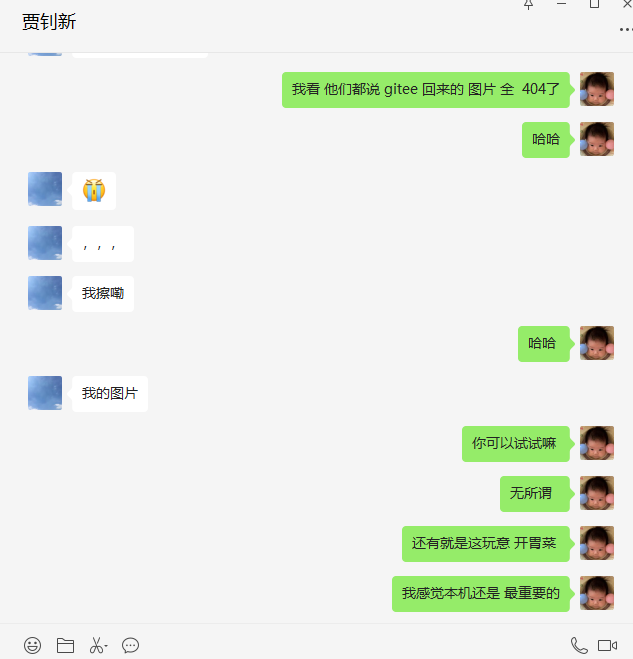 贾钊新
我看 他们都说 gitee 回来的 图片 全  404了
哈哈
，，，
我擦嘞
哈哈
我的图片
你可以试试嘛
无所谓
还有就是这玩意 开胃菜
我感觉本机还是 最重要的